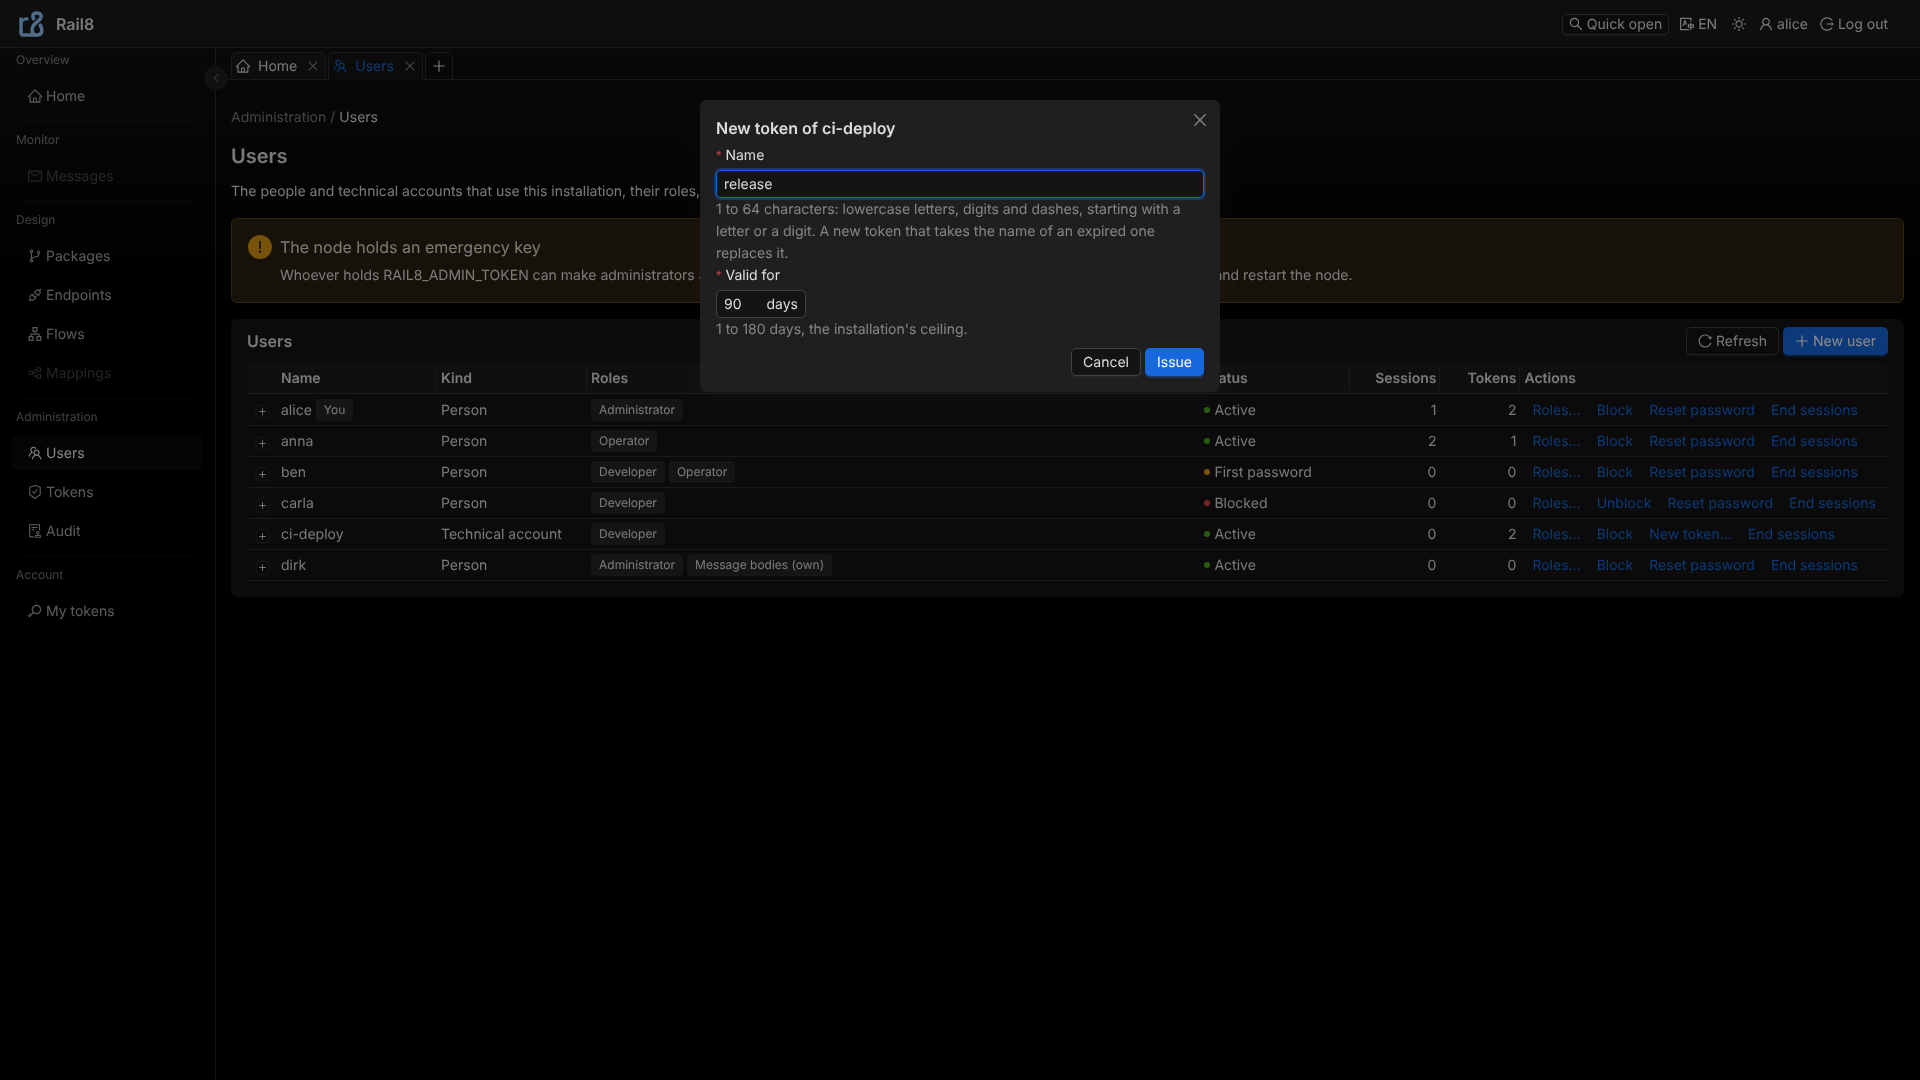 Rail8
Quick open
EN
alice
Log out
Overview
Home
Monitor
Messages
Design
Packages
Endpoints
Flows
Mappings
Administration
Users
Tokens
Audit
Account
My tokens
Home
Users
Administration / Users
Users
The people and technical accounts that use this installation, their roles,
The node holds an emergency key
Whoever holds RAIL8_ADMIN_TOKEN can make administrators
and restart the node.
New token of ci-deploy
* Name
release
1 to 64 characters: lowercase letters, digits and dashes, starting with a
letter or a digit. A new token that takes the name of an expired one
replaces it.
* Valid for
90 days
1 to 180 days, the installation's ceiling.
Cancel Issue
Users
Refresh
New user
Name Kind Roles atus Sessions Tokens Actions
alice You Person Administrator Active 1 2 Roles... Block Reset password End sessions
anna Person Operator Active 2 1 Roles... Block Reset password End sessions
ben Person Developer Operator First password 0 0 Roles... Block Reset password End sessions
carla Person Developer Blocked 0 0 Roles... Unblock Reset password End sessions
ci-deploy Technical account Developer Active 0 2 Roles... Block New token... End sessions
dirk Person Administrator Message bodies (own) Active 0 0 Roles... Block Reset password End sessions